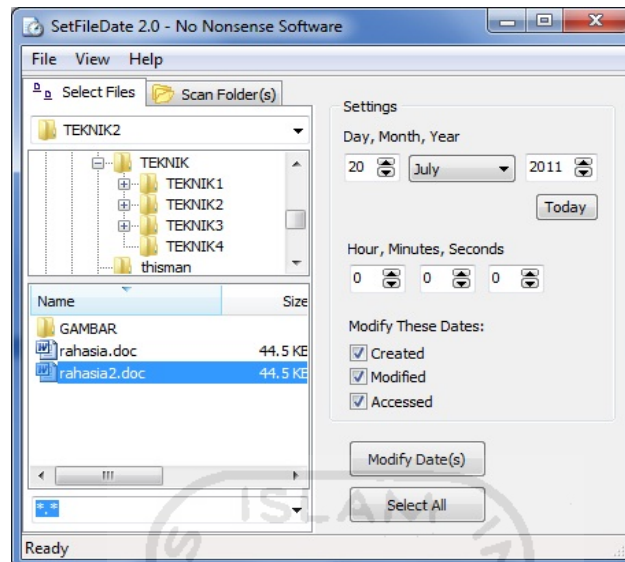 SetFileDate 2.0 - No Nonsense Software
File View Help
Select Files Scan Folder(s)
TEKNIK2
TEKNIK
TEKNIK1
TEKNIK2
TEKNIK3
TEKNIK4
thisman
Name Size
GAMBAR
rahasia.doc 44.5 KB
rahasia2.doc 44.5 KB
*.*
Ready
Settings
Day, Month, Year
20 July 2011
Today
Hour, Minutes, Seconds
0 0 0
Modify These Dates:
Created
Modified
Accessed
Modify Date(s)
Select All
ISLAM